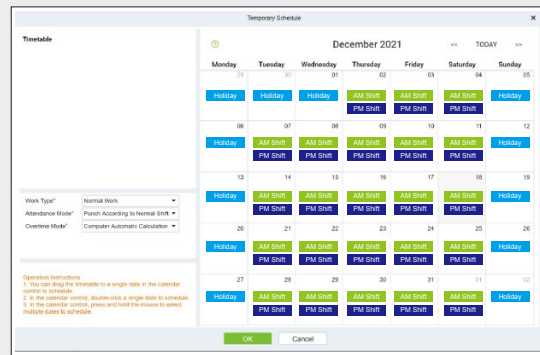 Temporary Schedule ×
Timetable
December 2021 << TODAY >>
Monday Tuesday Wednesday Thursday Friday Saturday Sunday
29 30 01 02 03 04 05
Holiday Holiday Holiday AM Shift AM Shift AM Shift Holiday
PM Shift PM Shift PM Shift
06 07 08 09 10 11 12
Holiday AM Shift AM Shift AM Shift AM Shift AM Shift Holiday
PM Shift PM Shift PM Shift PM Shift PM Shift
13 14 15 16 17 18 19
Holiday AM Shift AM Shift AM Shift AM Shift AM Shift Holiday
PM Shift PM Shift PM Shift PM Shift PM Shift
20 21 22 23 24 25 26
Holiday AM Shift AM Shift AM Shift AM Shift AM Shift Holiday
PM Shift PM Shift PM Shift PM Shift PM Shift
27 28 29 30 31 01 02
Holiday AM Shift AM Shift AM Shift AM Shift AM Shift Holiday
PM Shift PM Shift PM Shift PM Shift PM Shift
Work Type* Normal Work
Attendance Mode* Punch According to Normal Shift
Overtime Mode* Computer Automatic Calculation
Operation Instructions
1. You can drag the timetable to a single date in the calendar
control to schedule.
2. In the calendar control, double-click a single date to schedule.
3. In the calendar control, press and hold the mouse to select
multiple dates to schedule.
OK Cancel